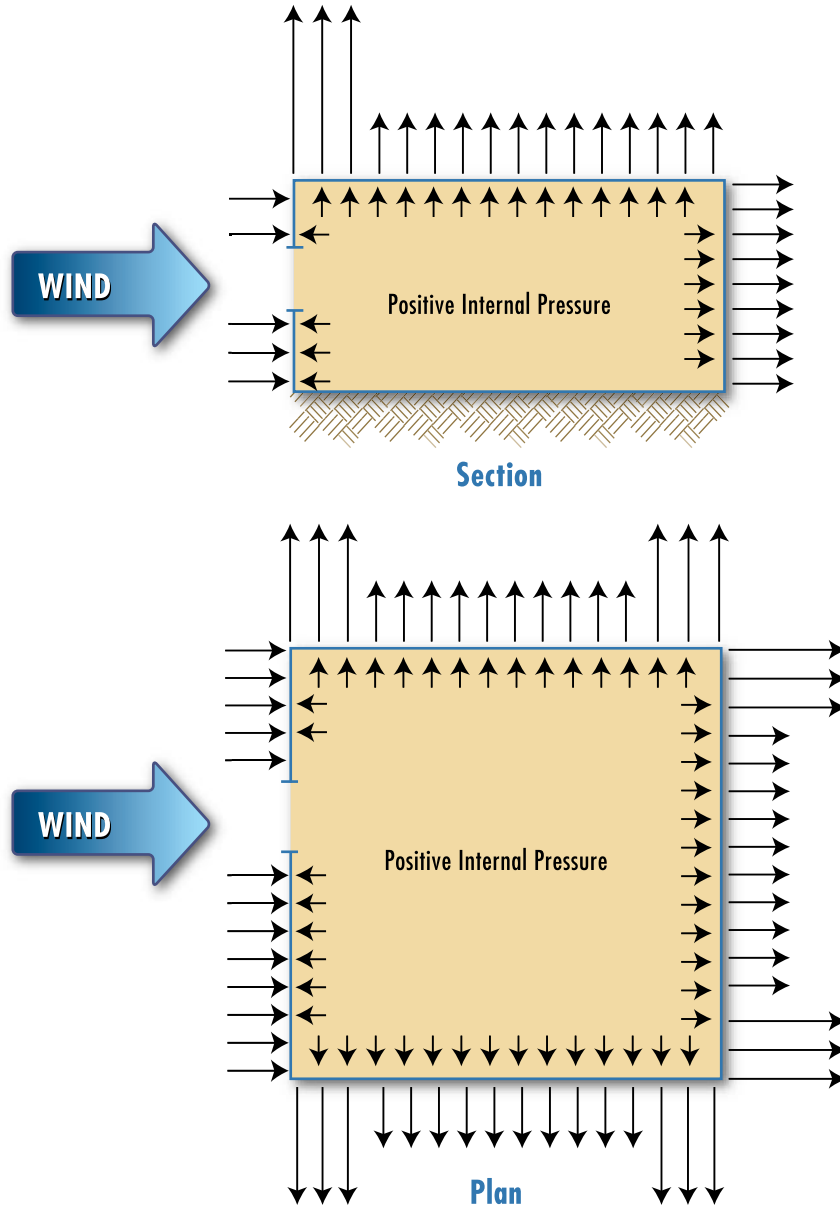 WIND
Positive Internal Pressure
Section
WIND
Positive Internal Pressure
Plan